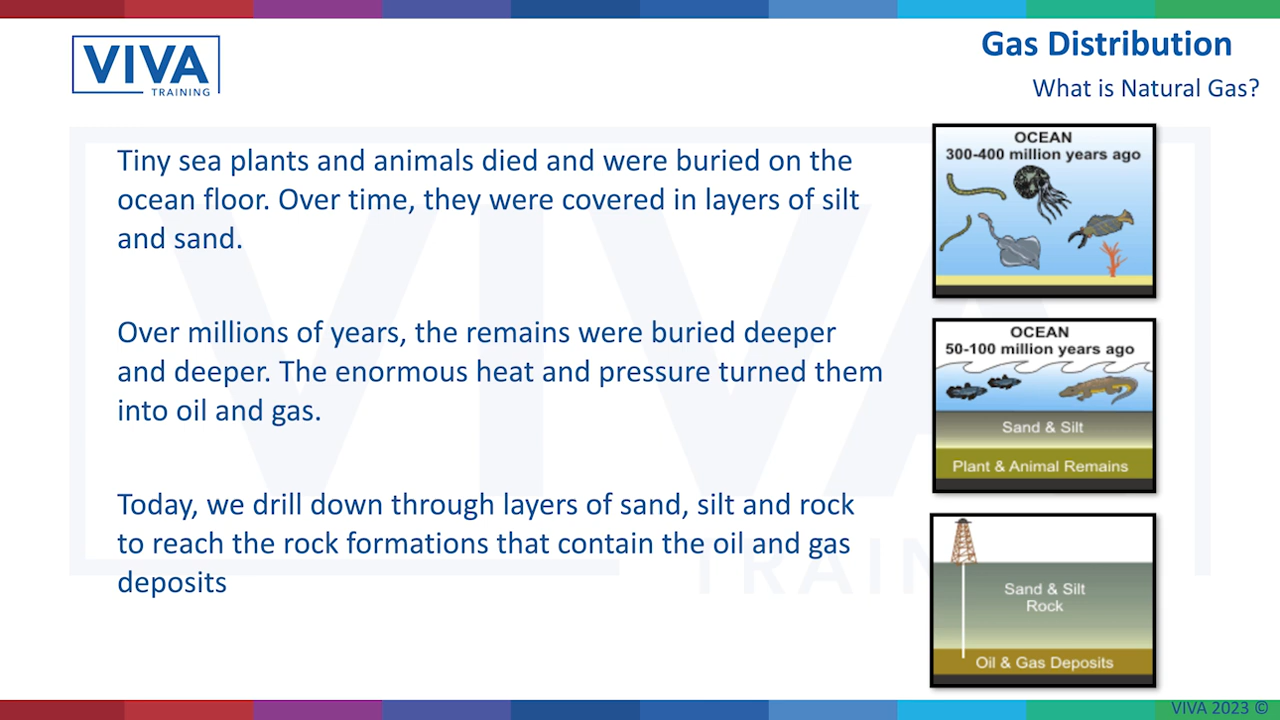 VIVA
TRAINING
Gas Distribution
What is Natural Gas?
Tiny sea plants and animals died and were buried on the
ocean floor. Over time, they were covered in layers of silt
and sand.
Over millions of years, the remains were buried deeper
and deeper. The enormous heat and pressure turned them
into oil and gas.
Today, we drill down through layers of sand, silt and rock
to reach the rock formations that contain the oil and gas
deposits
OCEAN
300-400 million years ago
OCEAN
50-100 million years ago
Sand & Silt
Plant & Animal Remains
Sand & Silt
Rock
Oil & Gas Deposits
VIVA
TRAINING
VIVA 2023 ©